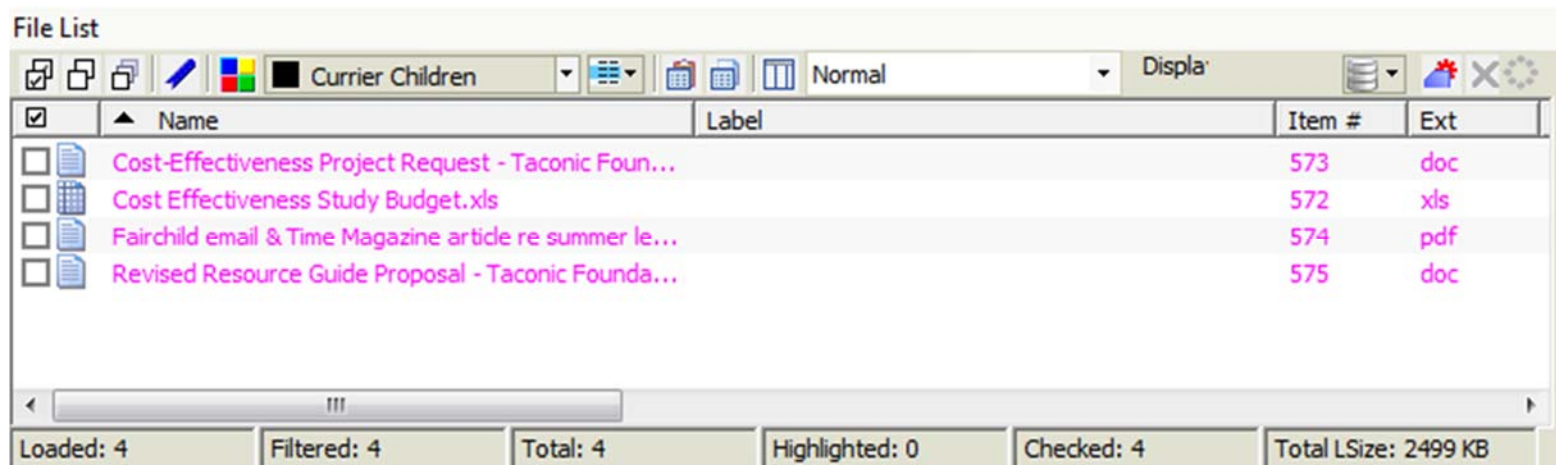 File List
Currier Children Normal Displa
Name Label Item # Ext
Cost-Effectiveness Project Request - Taconic Foun... 573 doc
Cost Effectiveness Study Budget.xls 572 xls
Fairchild email & Time Magazine article re summer le... 574 pdf
Revised Resource Guide Proposal - Taconic Founda... 575 doc
Loaded: 4 Filtered: 4 Total: 4 Highlighted: 0 Checked: 4 Total LSize: 2499 KB